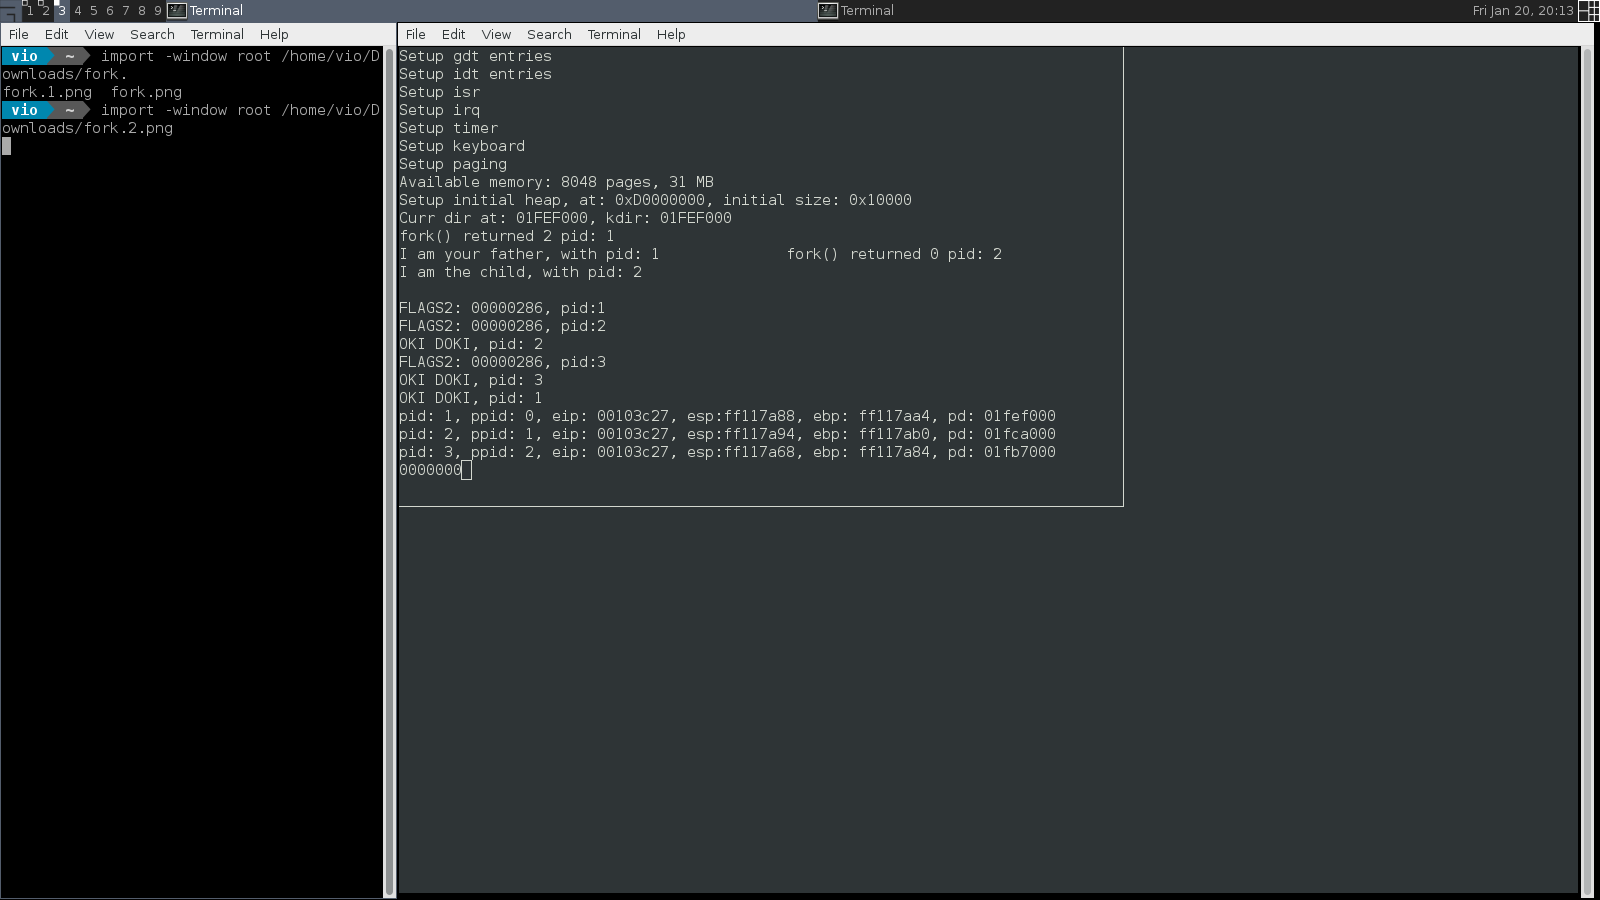 1 2 3 4 5 6 7 8 9 Terminal Terminal Fri Jan 20, 20:13
File Edit View Search Terminal Help
vio ~ import -window root /home/vio/D
ownloads/fork.
fork.1.png  fork.png
vio ~ import -window root /home/vio/D
ownloads/fork.2.png
File Edit View Search Terminal Help
Setup gdt entries
Setup idt entries
Setup isr
Setup irq
Setup timer
Setup keyboard
Setup paging
Available memory: 8048 pages, 31 MB
Setup initial heap, at: 0xD0000000, initial size: 0x10000
Curr dir at: 01FEF000, kdir: 01FEF000
fork() returned 2 pid: 1
I am your father, with pid: 1              fork() returned 0 pid: 2
I am the child, with pid: 2
FLAGS2: 00000286, pid:1
FLAGS2: 00000286, pid:2
OKI DOKI, pid: 2
FLAGS2: 00000286, pid:3
OKI DOKI, pid: 3
OKI DOKI, pid: 1
pid: 1, ppid: 0, eip: 00103c27, esp:ff117a88, ebp: ff117aa4, pd: 01fef000
pid: 2, ppid: 1, eip: 00103c27, esp:ff117a94, ebp: ff117ab0, pd: 01fca000
pid: 3, ppid: 2, eip: 00103c27, esp:ff117a68, ebp: ff117a84, pd: 01fb7000
0000000